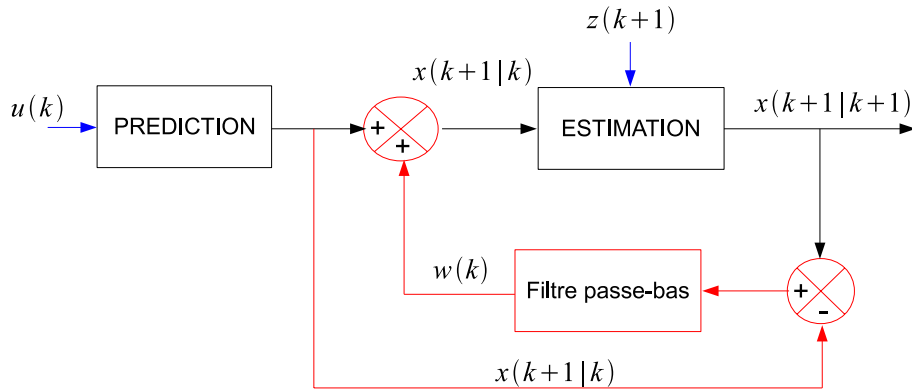 z(k+1)
x(k+1|k)
u(k)
PREDICTION
+
+
ESTIMATION
x(k+1|k+1)
w(k)
Filtre passe-bas
+
-
x(k+1|k)